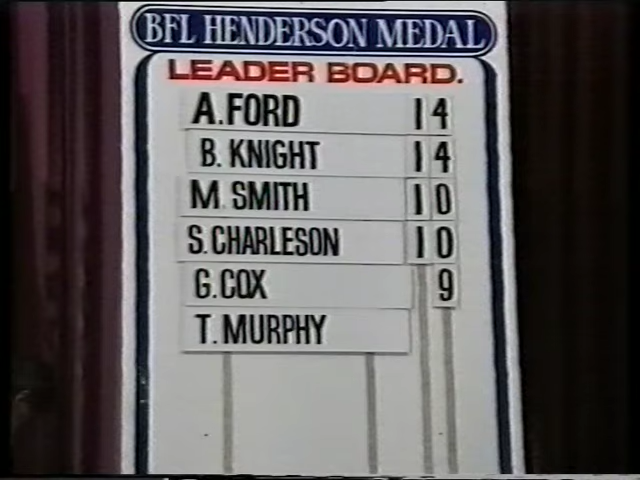 BFL HENDERSON MEDAL
LEADER BOARD.
A. FORD 14
B. KNIGHT 14
M. SMITH 10
S. CHARLESON 10
G. COX 9
T. MURPHY